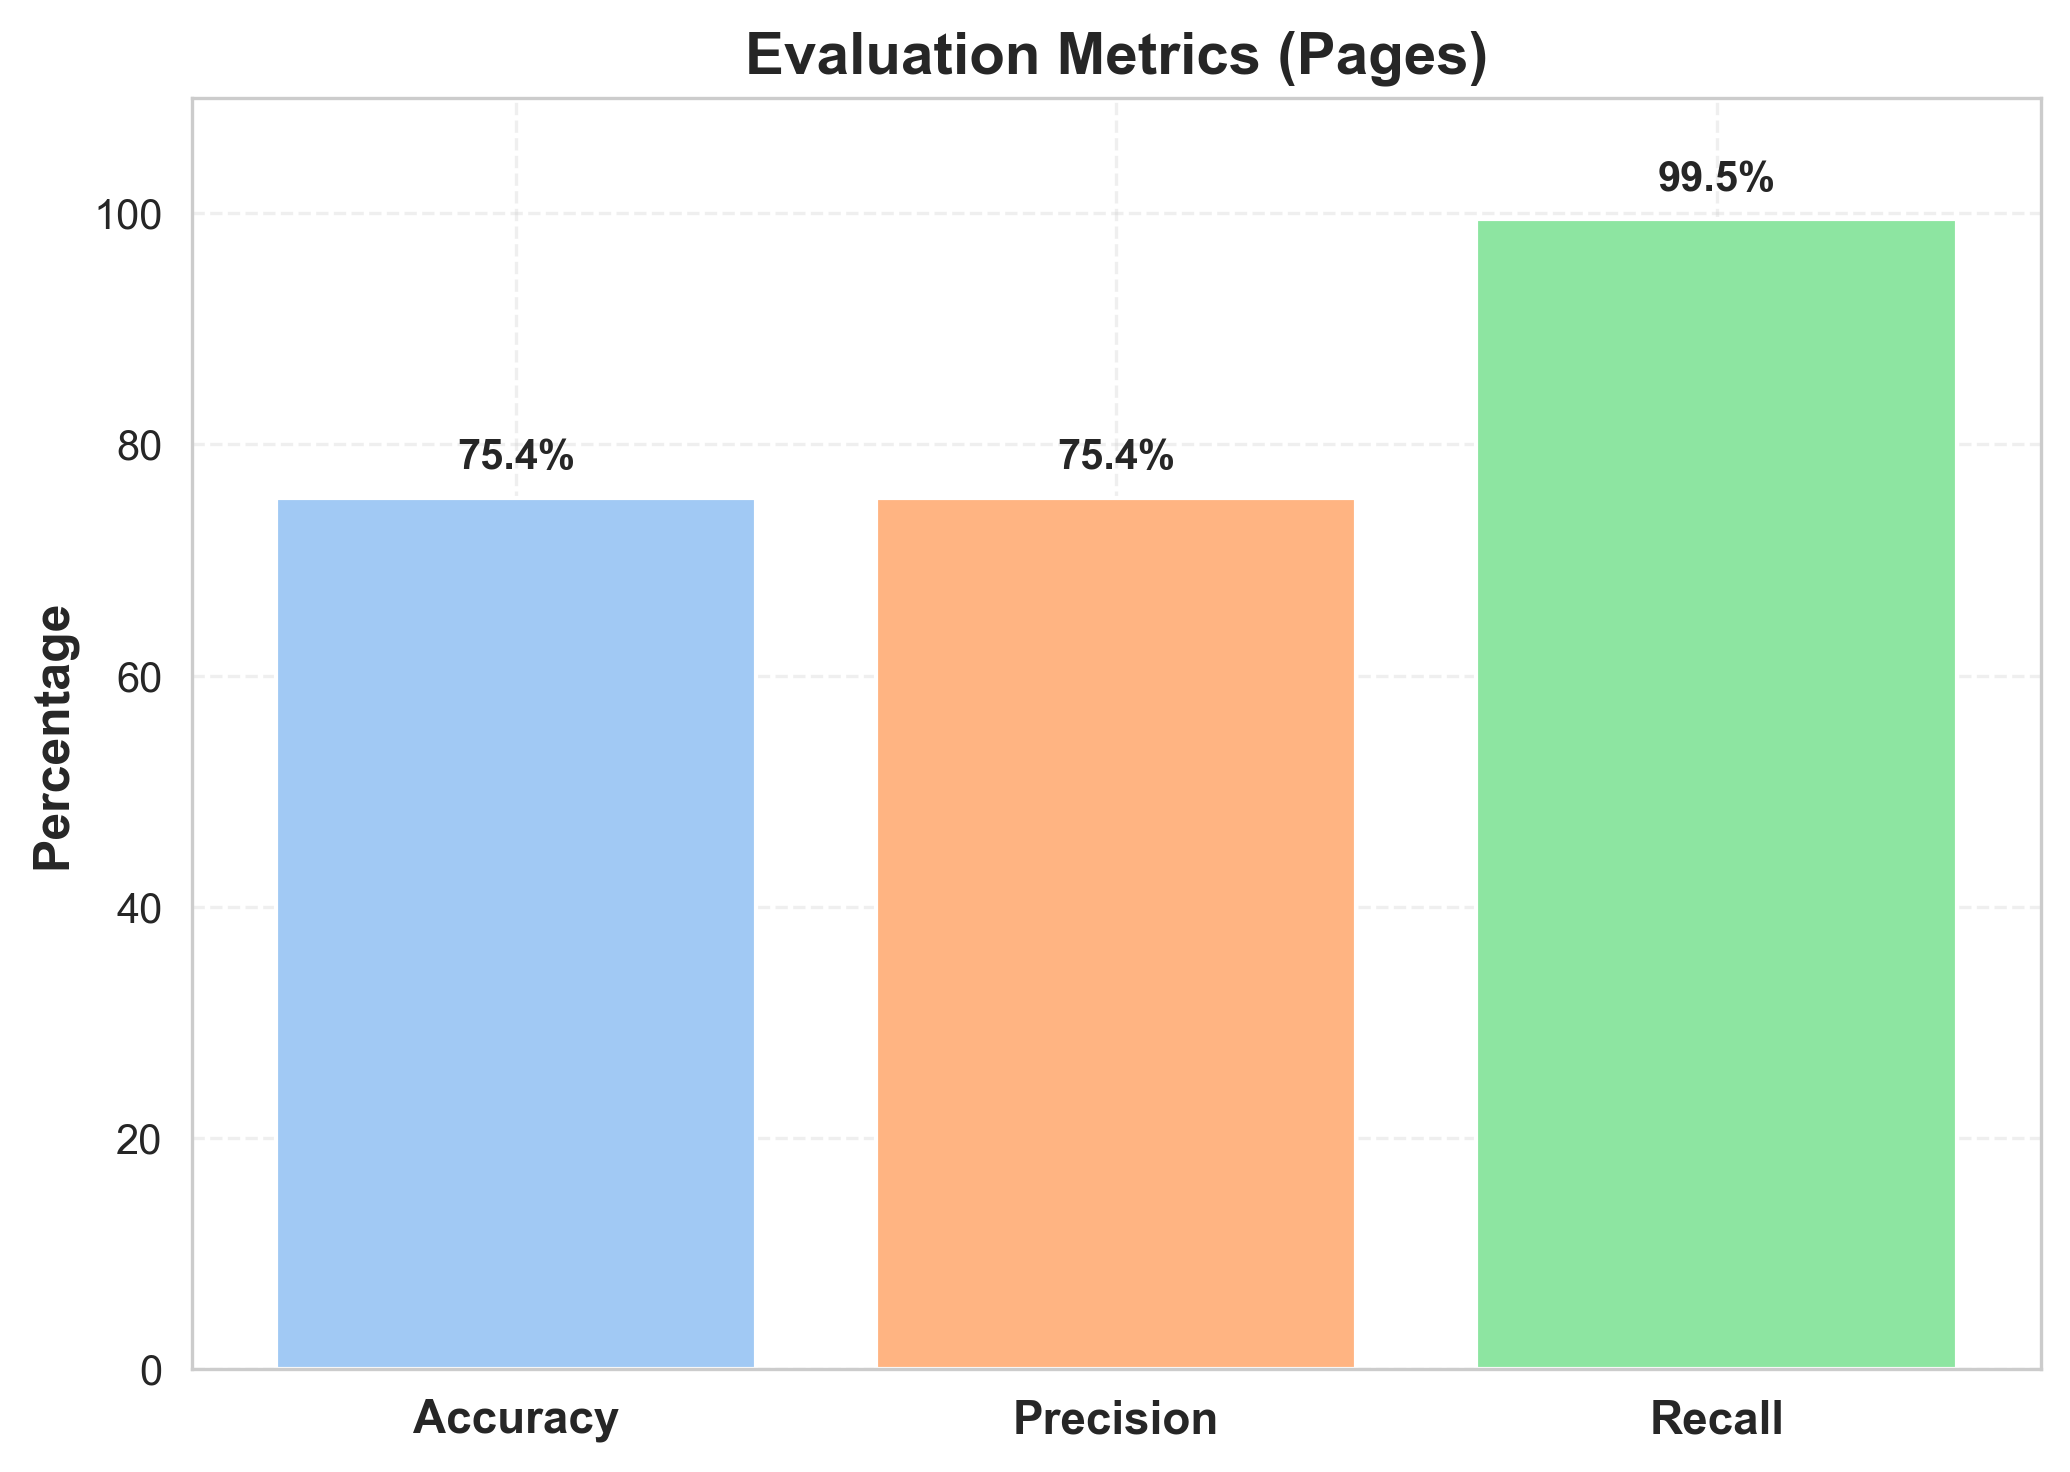 Evaluation Metrics (Pages)
Percentage
100
80
60
40
20
0
75.4%
75.4%
99.5%
Accuracy
Precision
Recall